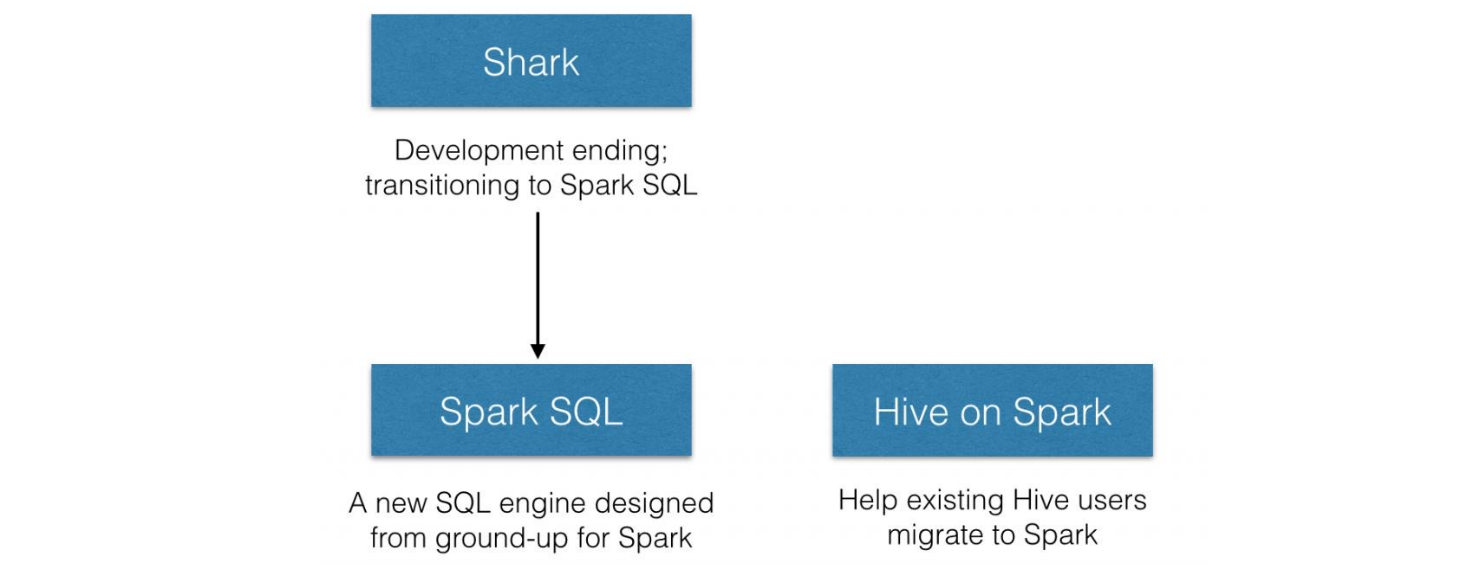 Shark
Development ending;
transitioning to Spark SQL
Spark SQL
A new SQL engine designed
from ground-up for Spark
Hive on Spark
Help existing Hive users
migrate to Spark